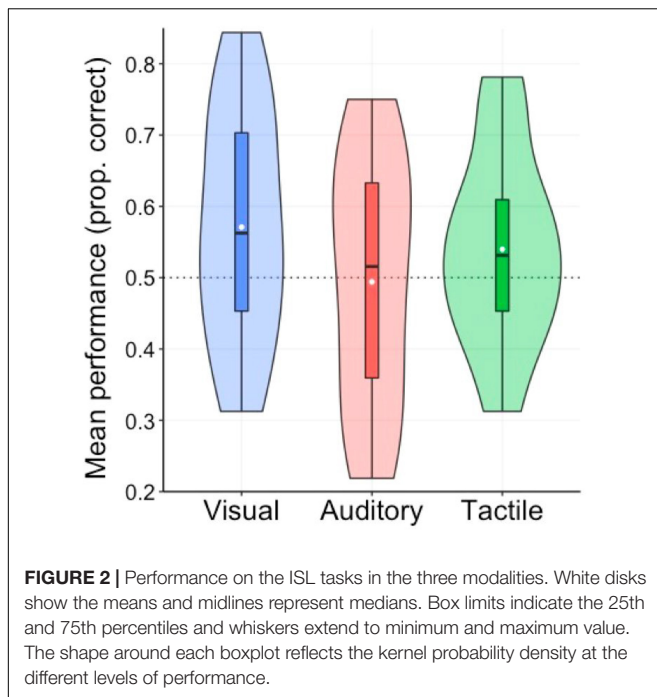 Mean performance (prop. correct)
0.8
0.7
0.6
0.5
0.4
0.3
0.2
Visual Auditory Tactile
FIGURE 2 | Performance on the ISL tasks in the three modalities. White disks
show the means and midlines represent medians. Box limits indicate the 25th
and 75th percentiles and whiskers extend to minimum and maximum value.
The shape around each boxplot reflects the kernel probability density at the
different levels of performance.